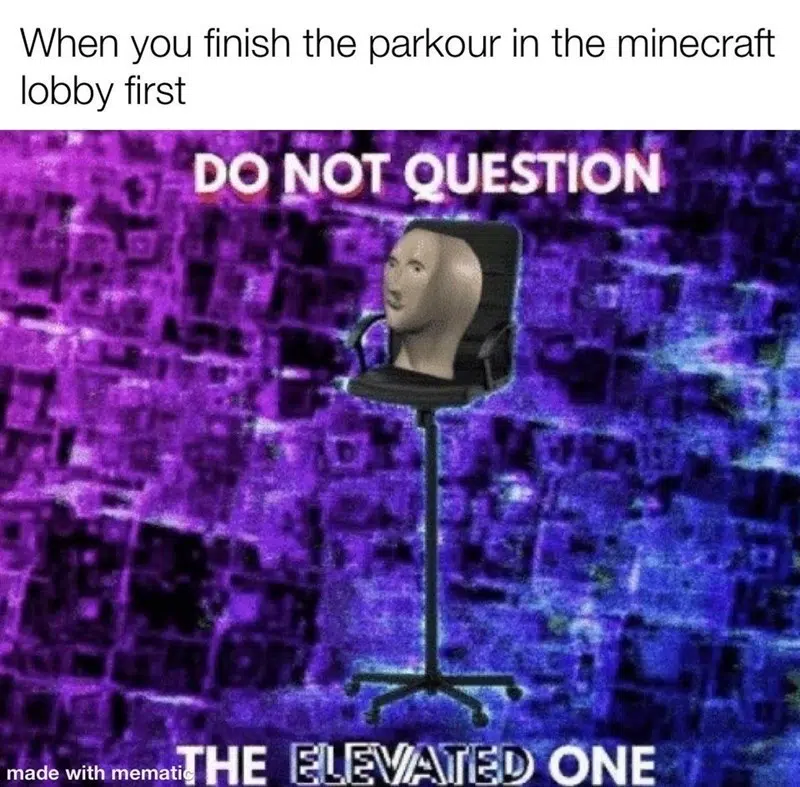 When you finish the parkour in the minecraft
lobby first
DO NOT QUESTION
THE ELEVATED ONE
made with mematic